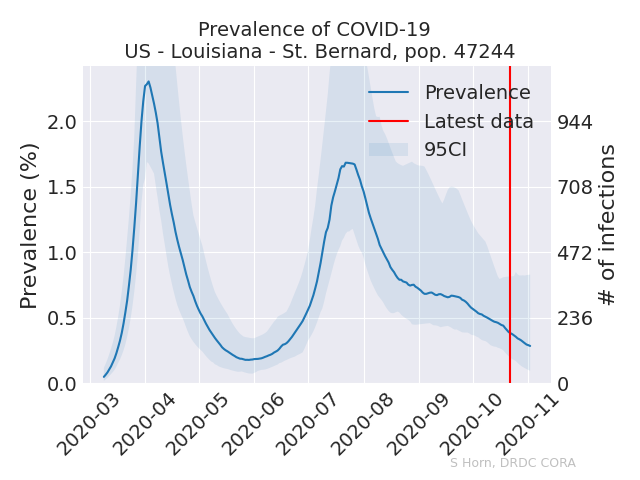 Prevalence of COVID-19
US - Louisiana - St. Bernard, pop. 47244
Prevalence
Latest data
95CI
Prevalence (%)
2.0
1.5
1.0
0.5
0.0
944
708
472
236
0
# of infections
2020-03
2020-04
2020-05
2020-06
2020-07
2020-08
2020-09
2020-10
2020-11
S Horn, DRDC CORA